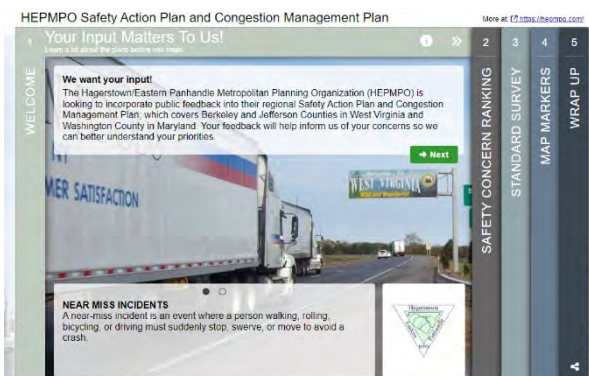 HEPMPO Safety Action Plan and Congestion Management Plan
More at: https://hepmpo.com/
1
Your Input Matters To Us!
Learn a bit about the plans before you begin.
WELCOME
We want your input!
The Hagerstown/Eastern Panhandle Metropolitan Planning Organization (HEPMPO) is
looking to incorporate public feedback into their regional Safety Action Plan and Congestion
Management Plan, which covers Berkeley and Jefferson Counties in West Virginia and
Washington County in Maryland. Your feedback will help inform us of your concerns so we
can better understand your priorities.
Next
MER SATISFACTION
WEST VIRGINIA
NEAR MISS INCIDENTS
A near-miss incident is an event where a person walking, rolling,
bicycling, or driving must suddenly stop, swerve, or move to avoid a
crash.
Hagerstown
2
SAFETY CONCERN RANKING
3
STANDARD SURVEY
4
MAP MARKERS
5
WRAP UP